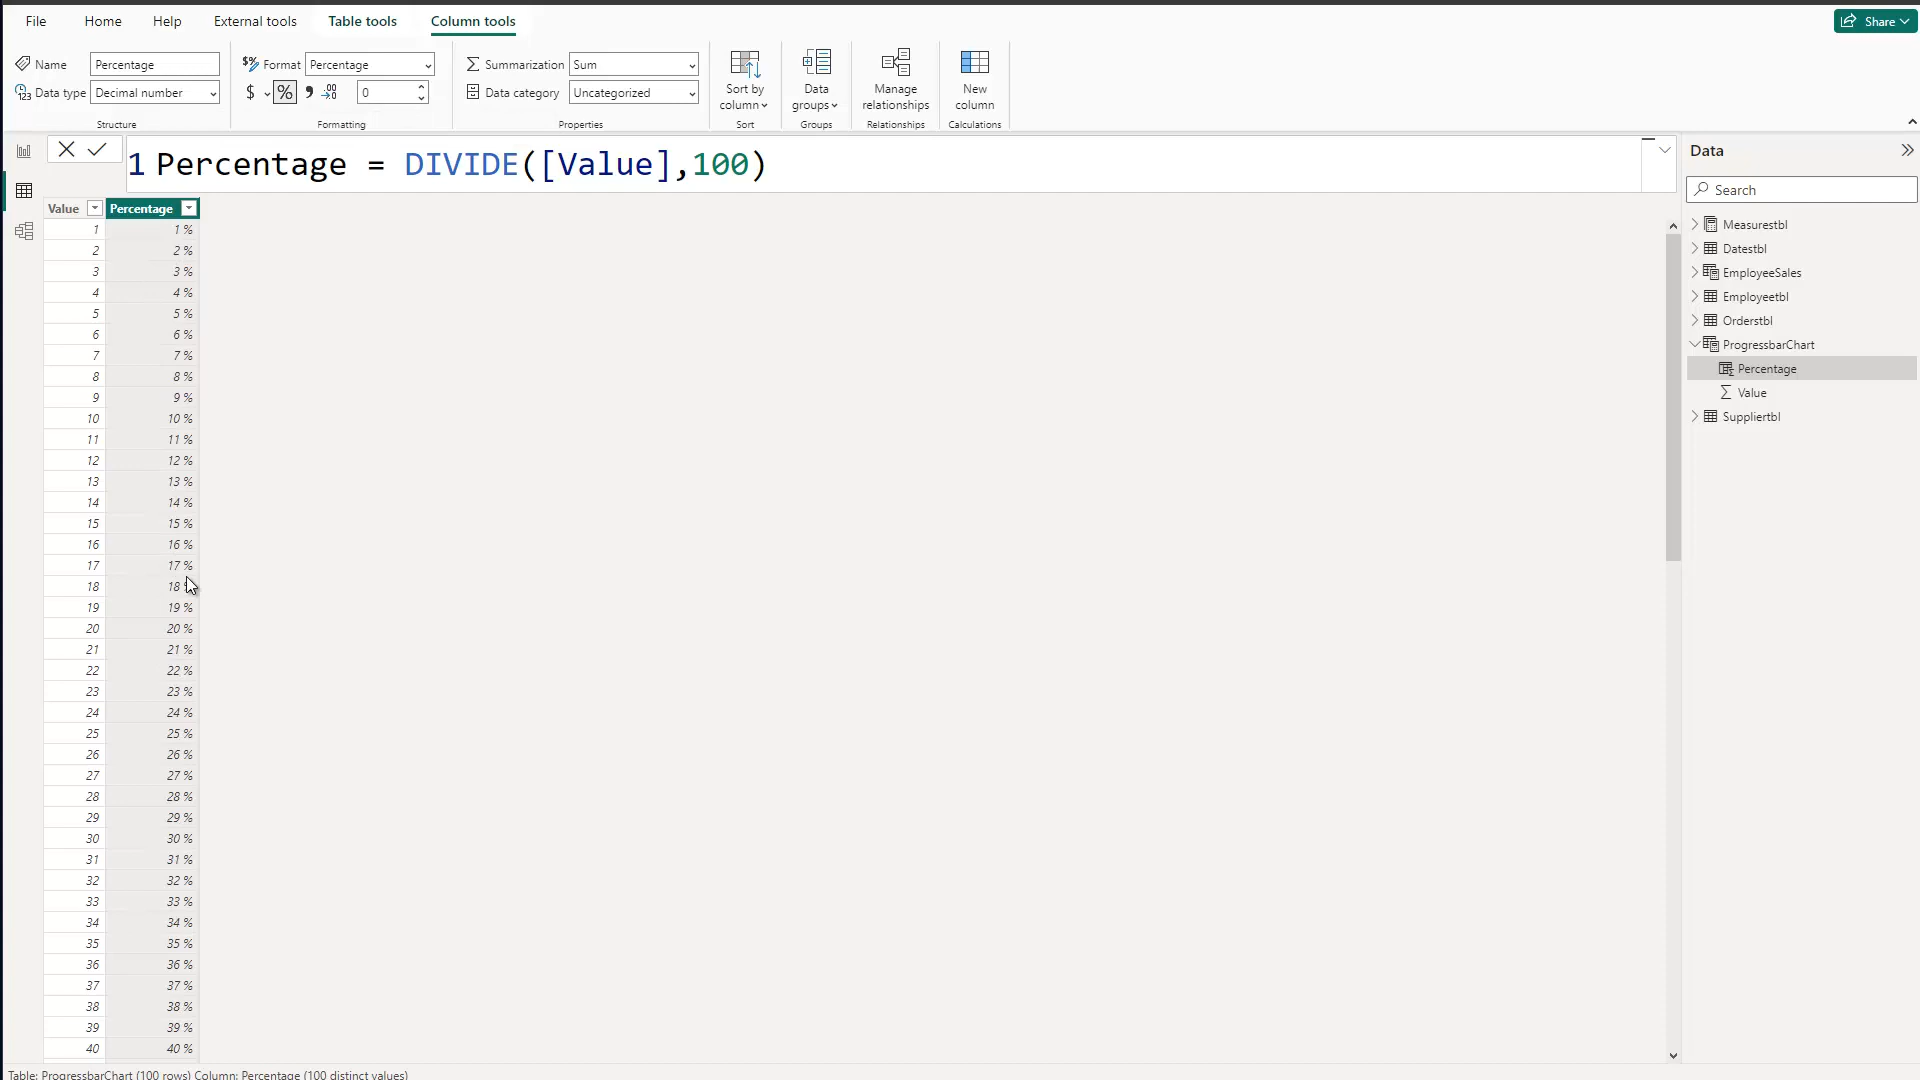 File Home Help External tools Table tools Column tools Share
Name Percentage Format Percentage Summarization Sum Sort by column Data groups Manage relationships New column
Data type Decimal number $ % 0 Data category Uncategorized
Structure Formatting Properties Sort Groups Relationships Calculations
1 Percentage = DIVIDE([Value],100)
Value Percentage
1 1 %
2 2 %
3 3 %
4 4 %
5 5 %
6 6 %
7 7 %
8 8 %
9 9 %
10 10 %
11 11 %
12 12 %
13 13 %
14 14 %
15 15 %
16 16 %
17 17 %
18 18
19 19 %
20 20 %
21 21 %
22 22 %
23 23 %
24 24 %
25 25 %
26 26 %
27 27 %
28 28 %
29 29 %
30 30 %
31 31 %
32 32 %
33 33 %
34 34 %
35 35 %
36 36 %
37 37 %
38 38 %
39 39 %
40 40 %
Data
Search
Measurestbl
Datestbl
EmployeeSales
Employeetbl
Orderstbl
ProgressbarChart
Percentage
Value
Suppliertbl
Table: ProgressbarChart (100 rows) Column: Percentage (100 distinct values)